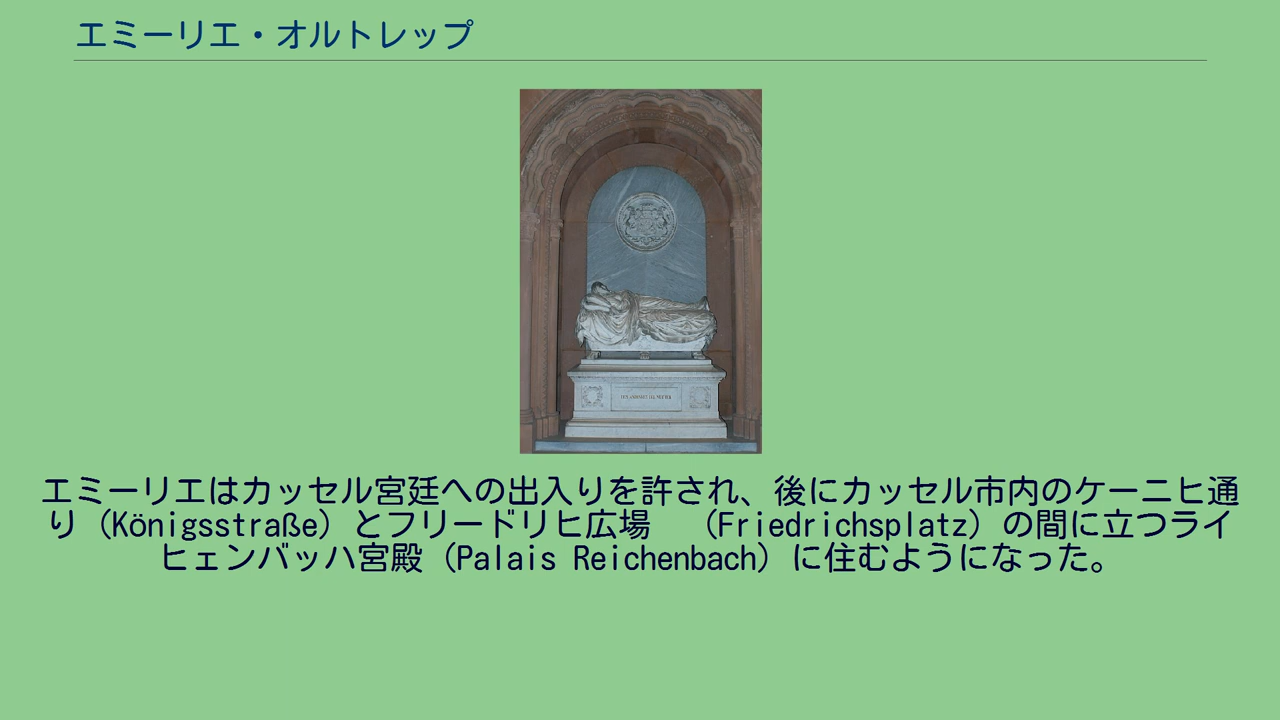 エミーリエ・オルトレップ
エミーリエはカッセル宮廷への出入りを許され、後にカッセル市内のケーニヒ通
り（Königsstraße）とフリードリヒ広場　（Friedrichsplatz）の間に立つライ
ヒェンバッハ宮殿（Palais Reichenbach）に住むようになった。